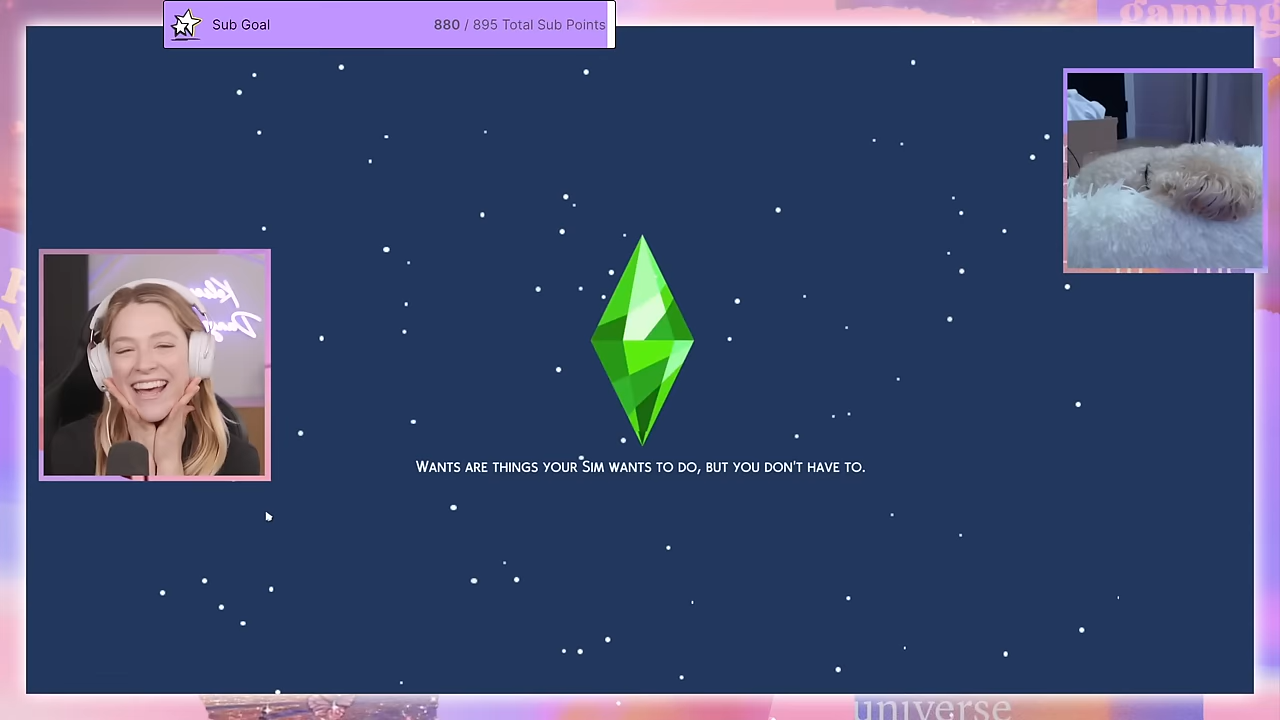 gaming
Sub Goal
880 / 895 Total Sub Points
Wants are things your Sim wants to do, but you don't have to.
universe